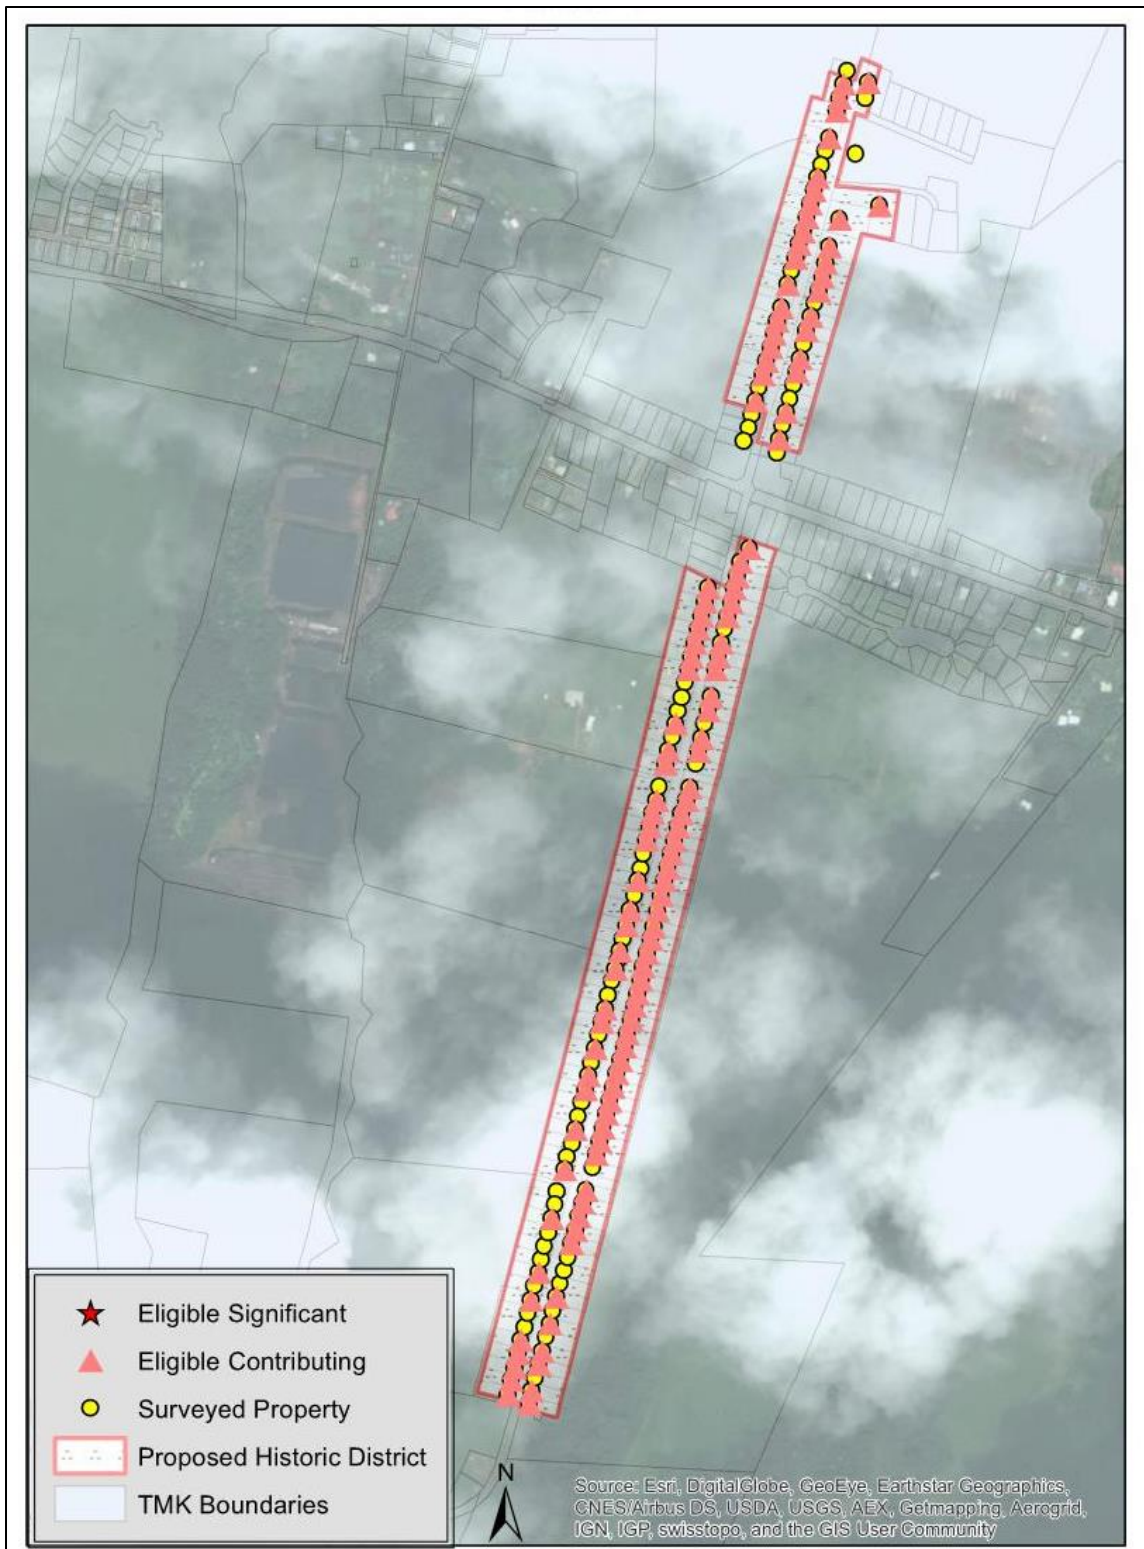 Eligible Significant
Eligible Contributing
Surveyed Property
Proposed Historic District
TMK Boundaries
N
Source: Esri, DigitalGlobe, GeoEye, Earthstar Geographics,
CNES/Airbus DS, USDA, USGS, AEX, Getmapping, Aerogrid,
IGN, IGP, swisstopo, and the GIS User Community